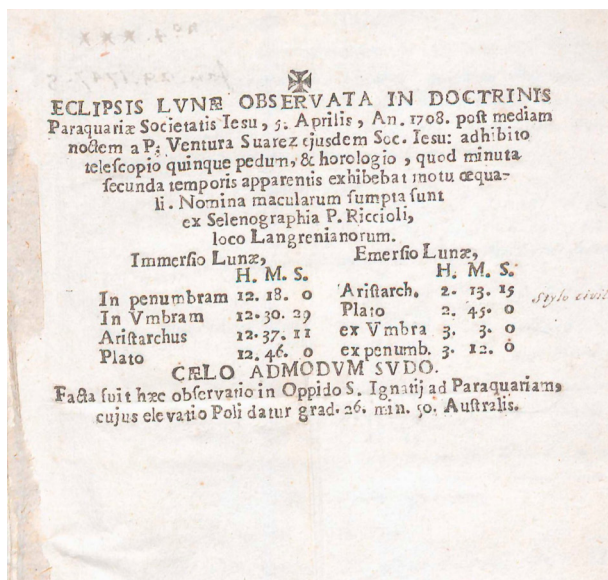 ECLIPSIS LVNÆ OBSERVATA IN DOCTRINIS
Paraquariæ Societatis Iesu, 5. Aprilis, An. 1708. post mediam
noctem a P. Ventura Suarez ejusdem Soc. Iesu: adhibito
telescopio quinque pedum, & horologio, quod minuta
secunda temporis apparentis exhibebat motu æqua-
li. Nomina macularum sumpta sunt
ex Selenographia P. Riccioli,
loco Langrenianorum.
Immersio Lunæ,
H. M. S.
In penumbram 12. 18. 0
In Vmbram 12. 30. 29
Aristarchus 12. 37. 11
Plato 12. 46. 0
Emersio Lunæ,
H. M. S.
Aristarch. 2. 13. 15
Plato 2. 45. 0
ex Vmbra 3. 3. 0
ex penumb. 3. 12. 0
Stylo civil
CÆLO ADMODVM SVDO.
Facta fuit hæc observatio in Oppido S. Ignatij ad Paraquariam,
cujus elevatio Poli datur grad. 26. min. 50. Australis.